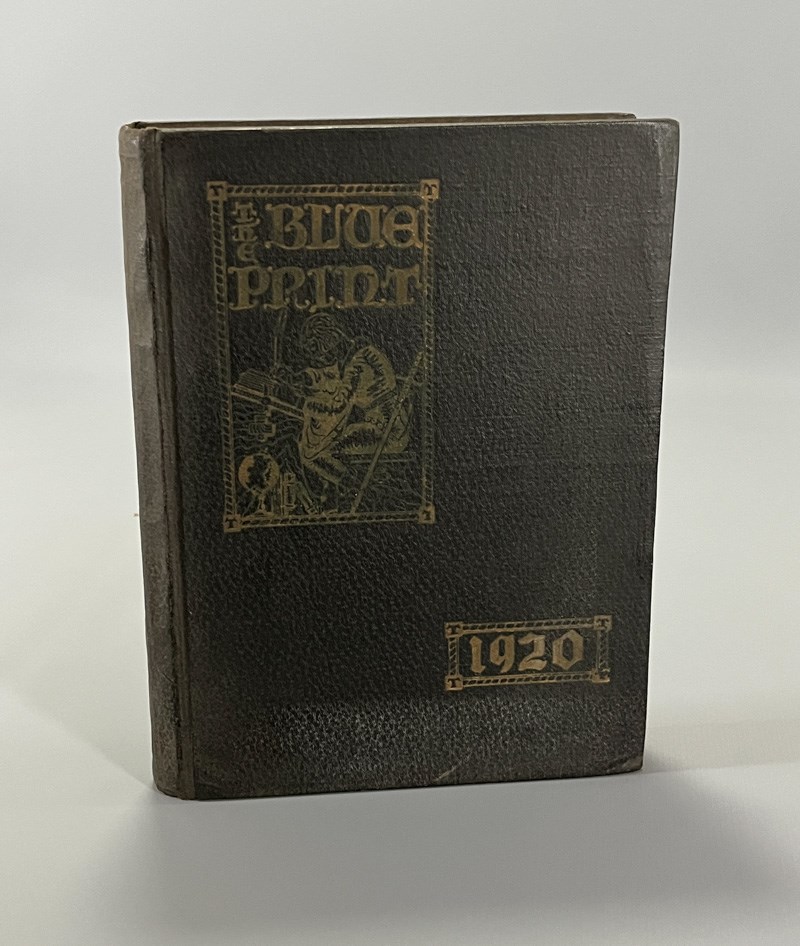 THE BLUE
PRINT
T T T T
1920
T T T T